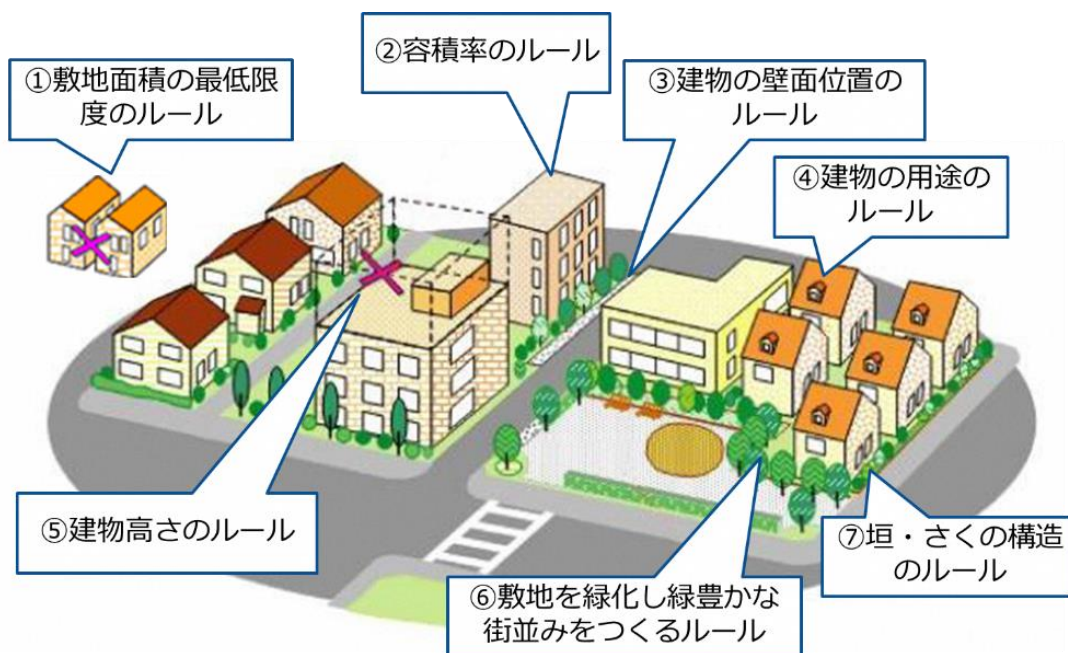 ①敷地面積の最低限
度のルール
②容積率のルール
③建物の壁面位置の
ルール
④建物の用途の
ルール
⑤建物高さのルール
⑥敷地を緑化し緑豊かな
街並みをつくるルール
⑦垣・さくの構造
のルール